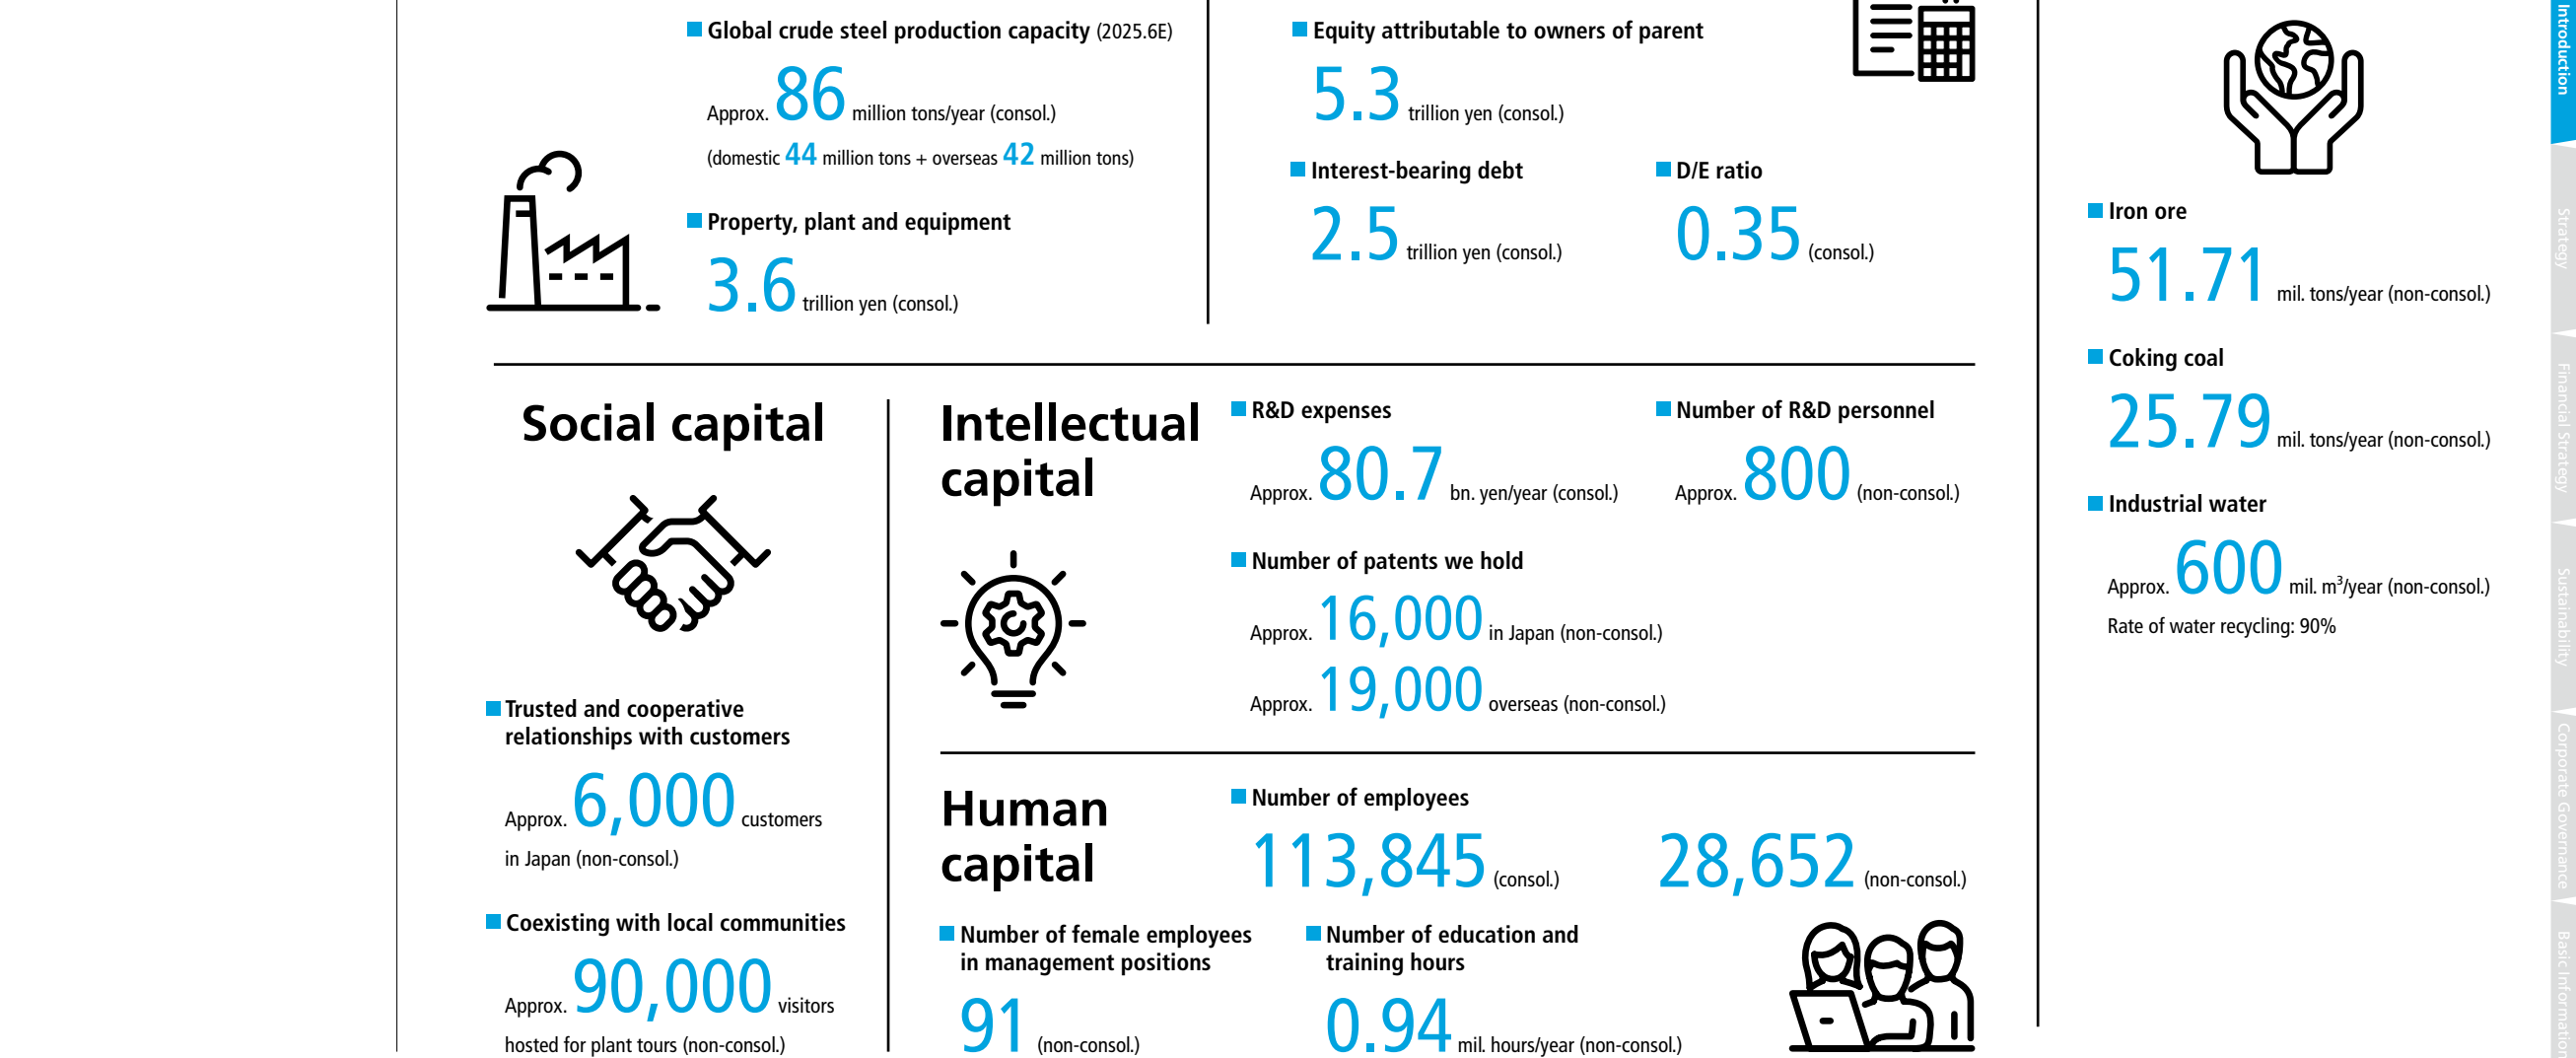 Global crude steel production capacity (2025.6E)
Approx. 86 million tons/year (consol.)
(domestic 44 million tons + overseas 42 million tons)
Property, plant and equipment
3.6 trillion yen (consol.)
Equity attributable to owners of parent
5.3 trillion yen (consol.)
Interest-bearing debt
2.5 trillion yen (consol.)
D/E ratio
0.35 (consol.)
Social capital
Trusted and cooperative
relationships with customers
Approx. 6,000 customers
in Japan (non-consol.)
Coexisting with local communities
Approx. 90,000 visitors
hosted for plant tours (non-consol.)
Intellectual
capital
R&D expenses
Approx. 80.7 bn. yen/year (consol.)
Number of R&D personnel
Approx. 800 (non-consol.)
Number of patents we hold
Approx. 16,000 in Japan (non-consol.)
Approx. 19,000 overseas (non-consol.)
Human
capital
Number of employees
113,845 (consol.)
28,652 (non-consol.)
Number of female employees
in management positions
91 (non-consol.)
Number of education and
training hours
0.94 mil. hours/year (non-consol.)
Iron ore
51.71 mil. tons/year (non-consol.)
Coking coal
25.79 mil. tons/year (non-consol.)
Industrial water
Approx. 600 mil. m³/year (non-consol.)
Rate of water recycling: 90%
Introduction
Strategy
Financial Strategy
Sustainability
Corporate Governance
Basic Information